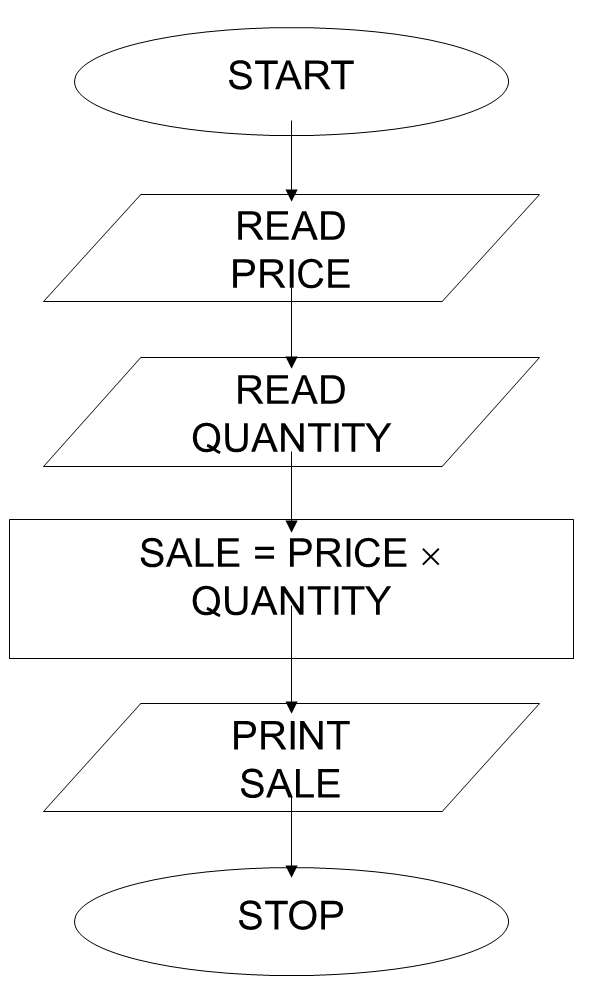 START
READ
PRICE
READ
QUANTITY
SALE = PRICE ×
QUANTITY
PRINT
SALE
STOP